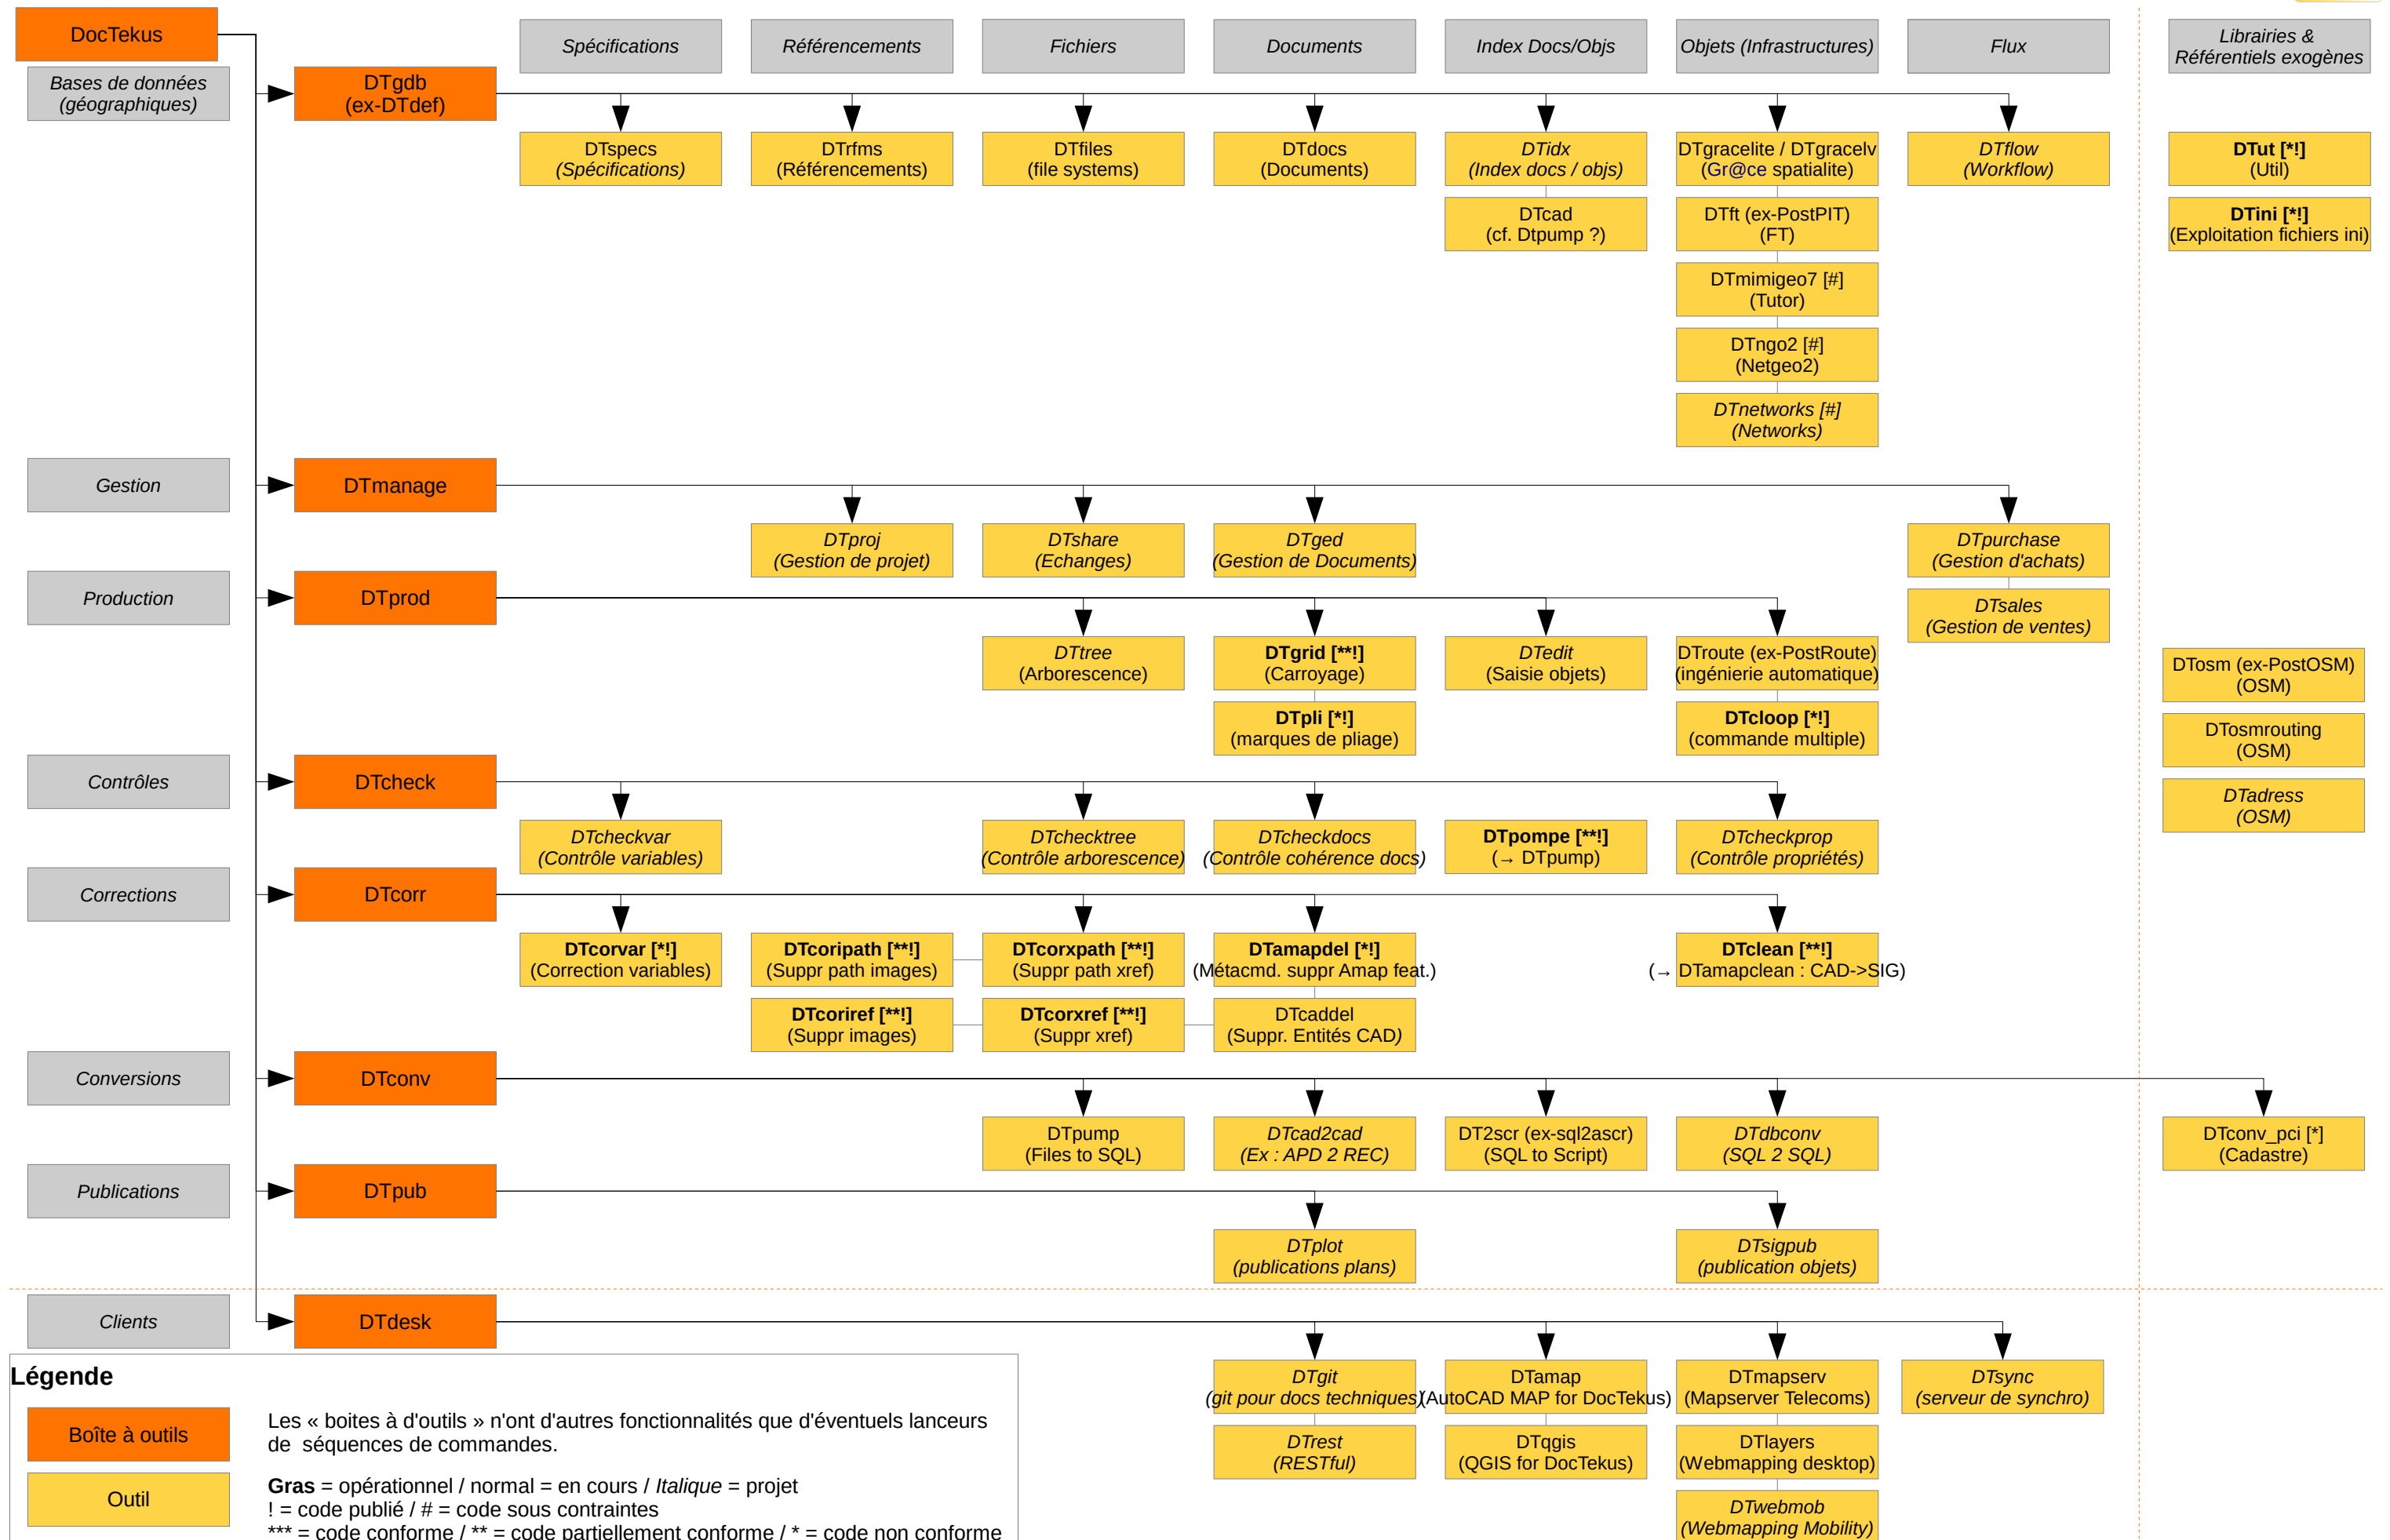 DocTekus
Spécifications
Référencements
Fichiers
Documents
Index Docs/Objs
Objets (Infrastructures)
Flux
Librairies &
Référentiels exogènes
Bases de données
(géographiques)
DTgdb
(ex-DTdef)
DTspecs
(Spécifications)
DTrfms
(Référencements)
DTfiles
(file systems)
DTdocs
(Documents)
DTidx
(Index docs / objs)
DTgracelite / DTgracelv
(Gr@ce spatialite)
DTflow
(Workflow)
DTut [*!]
(Util)
DTcad
(cf. Dtpump ?)
DTft (ex-PostPIT)
(FT)
DTini [*!]
(Exploitation fichiers ini)
DTmimigeo7 [#]
(Tutor)
DTngo2 [#]
(Netgeo2)
DTnetworks [#]
(Networks)
Gestion
DTmanage
DTproj
(Gestion de projet)
DTshare
(Echanges)
DTged
(Gestion de Documents)
DTpurchase
(Gestion d'achats)
DTsales
(Gestion de ventes)
Production
DTprod
DTtree
(Arborescence)
DTgrid [**!]
(Carroyage)
DTedit
(Saisie objets)
DTroute (ex-PostRoute)
(ingénierie automatique)
DTosm (ex-PostOSM)
(OSM)
DTpli [*!]
(marques de pliage)
DTcloop [*!]
(commande multiple)
DTosmrouting
(OSM)
DTadress
(OSM)
Contrôles
DTcheck
DTcheckvar
(Contrôle variables)
DTchecktree
(Contrôle arborescence)
DTcheckdocs
(Contrôle cohérence docs)
DTpompe [**!]
(→ DTpump)
DTcheckprop
(Contrôle propriétés)
Corrections
DTcorr
DTcorvar [*!]
(Correction variables)
DTcoripath [**!]
(Suppr path images)
DTcorxpath [**!]
(Suppr path xref)
DTamapdel [*!]
(Métacmd. suppr Amap feat.)
DTclean [**!]
(→ DTamapclean : CAD->SIG)
DTcoriref [**!]
(Suppr images)
DTcorxref [**!]
(Suppr xref)
DTcaddel
(Suppr. Entités CAD)
Conversions
DTconv
DTpump
(Files to SQL)
DTcad2cad
(Ex : APD 2 REC)
DT2scr (ex-sql2ascr)
(SQL to Script)
DTdbconv
(SQL 2 SQL)
DTconv_pci [*]
(Cadastre)
Publications
DTpub
DTplot
(publications plans)
DTsigpub
(publication objets)
Clients
DTdesk
DTgit
(git pour docs techniques)
DTamap
(AutoCAD MAP for DocTekus)
DTmapserv
(Mapserver Telecoms)
DTsync
(serveur de synchro)
DTrest
(RESTful)
DTqgis
(QGIS for DocTekus)
DTlayers
(Webmapping desktop)
DTwebmob
(Webmapping Mobility)
Légende
Boîte à outils
Les « boites à d'outils » n'ont d'autres fonctionnalités que d'éventuels lanceurs
de séquences de commandes.
Outil
Gras = opérationnel / normal = en cours / Italique = projet
! = code publié / # = code sous contraintes
*** = code conforme / ** = code partiellement conforme / * = code non conforme